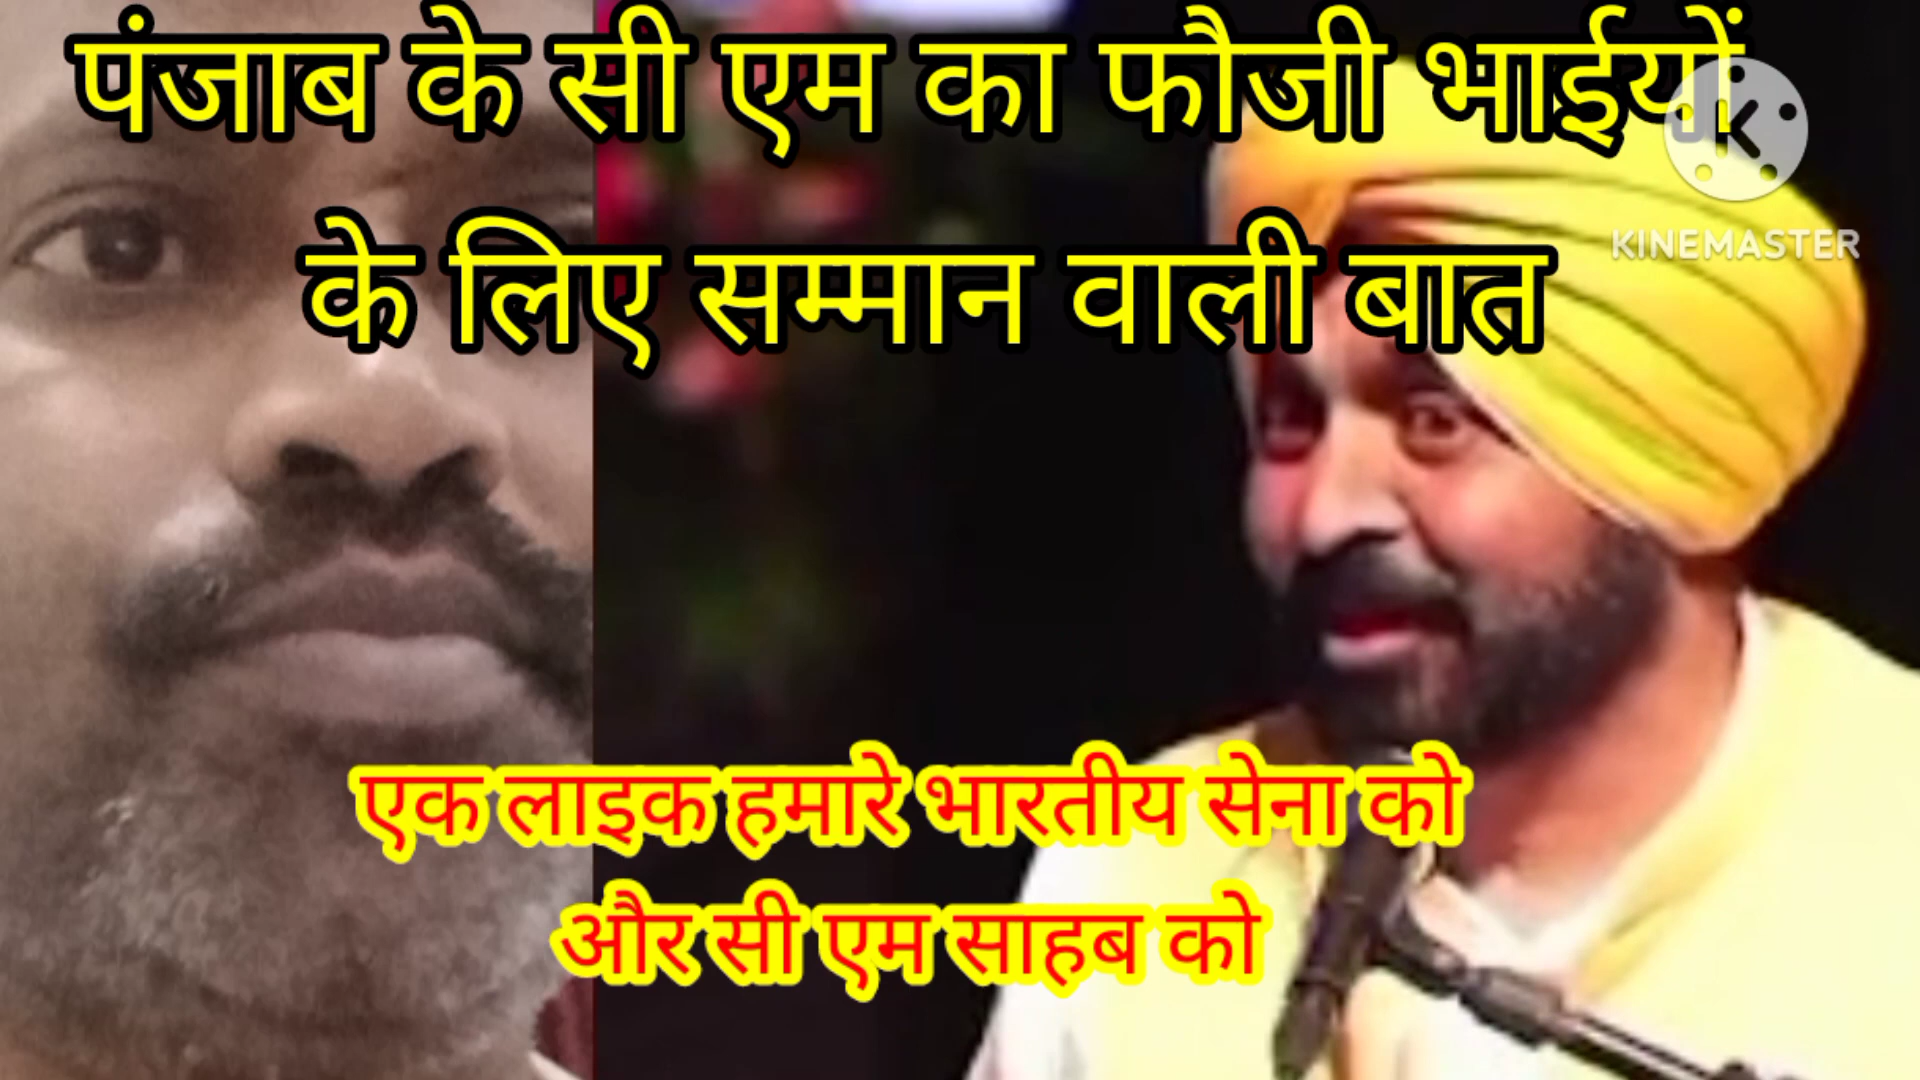 पंजाब के सी एम का फौजी भाईयों
के लिए सम्मान वाली बात
K
KINEMASTER
एक लाइक हमारे भारतीय सेना को
और सी एम साहब को